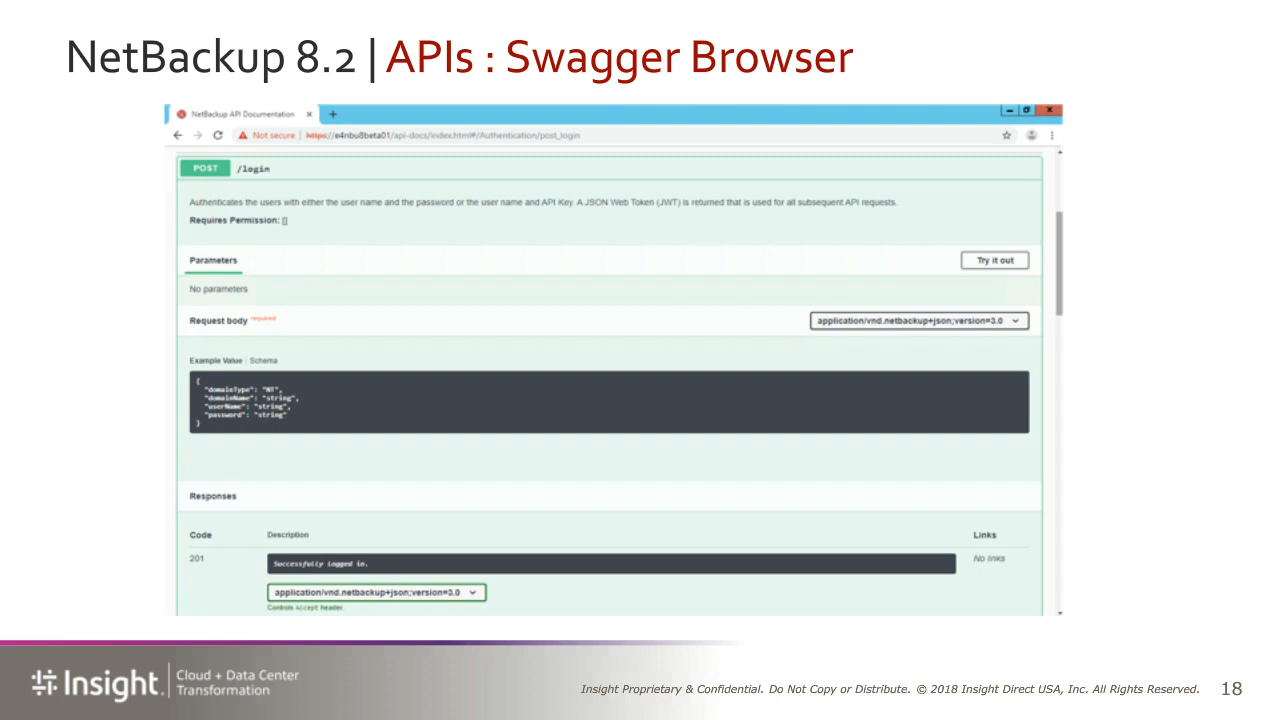 NetBackup 8.2 | APIs : Swagger Browser
NetBackup API Documentation
Not secure | https://e4nbu8beta01/api-docs/index.html#/Authentication/post_login
POST /login
Authenticates the users with either the user name and the password or the user name and API Key. A JSON Web Token (JWT) is returned that is used for all subsequent API requests.
Requires Permission: []
Parameters
Try it out
No parameters
Request body required
application/vnd.netbackup+json;version=3.0
Example Value | Schema
{
"domainType": "NT",
"domainName": "string",
"userName": "string",
"password": "string"
}
Responses
Code Description Links
201 Successfully logged in. No links
application/vnd.netbackup+json;version=3.0
Controls Accept header.
Insight. Cloud + Data Center
Transformation
Insight Proprietary & Confidential. Do Not Copy or Distribute. © 2018 Insight Direct USA, Inc. All Rights Reserved. 18